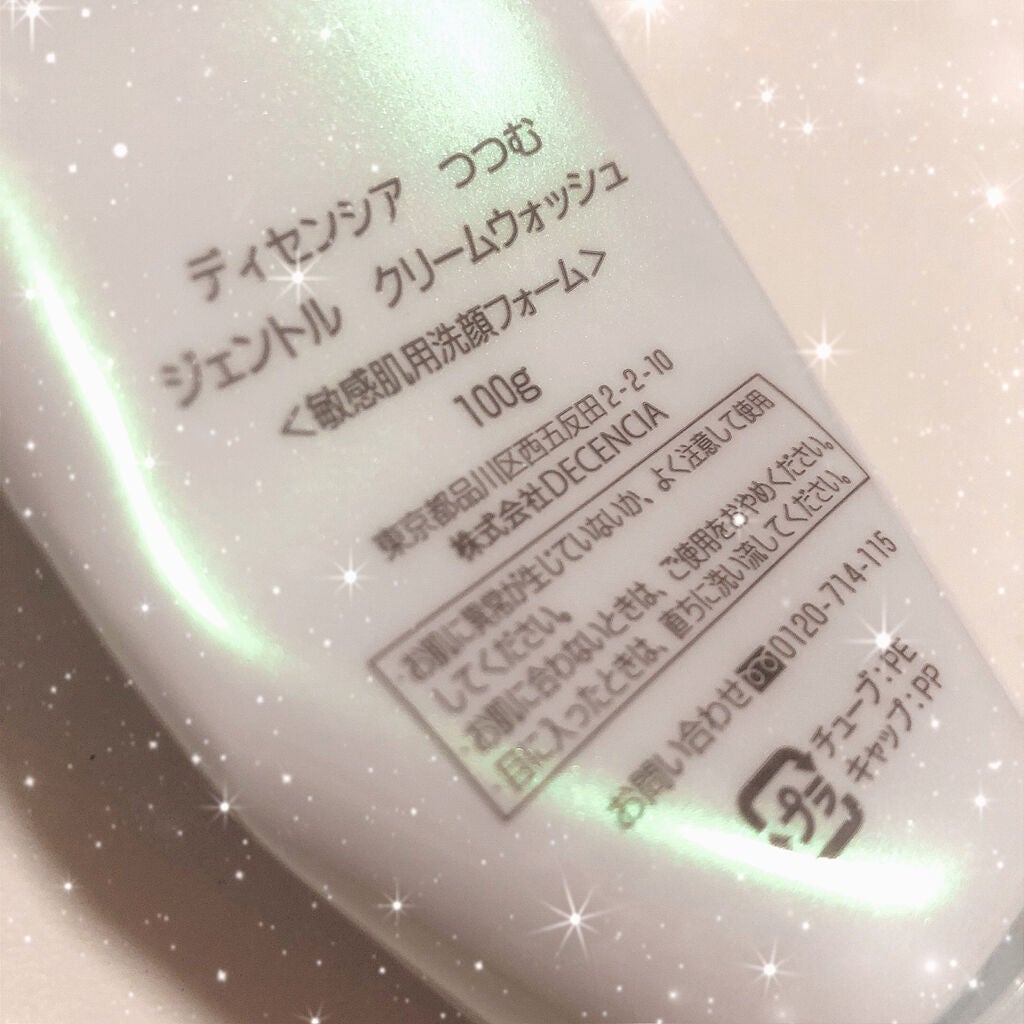 ディセンシア つつむ
ジェントル クリームウォッシュ
<敏感肌用洗顔フォーム>
100g
東京都品川区西五反田2-2-10
株式会社DECENCIA
・お肌に異常が生じていないか、よく注意して使用
してください。
・お肌に合わないときは、ご使用をおやめください。
・目に入ったときは、直ちに洗い流してください。
お問い合わせ 0120-714-115
プラ
チューブ:PE
キャップ:PP